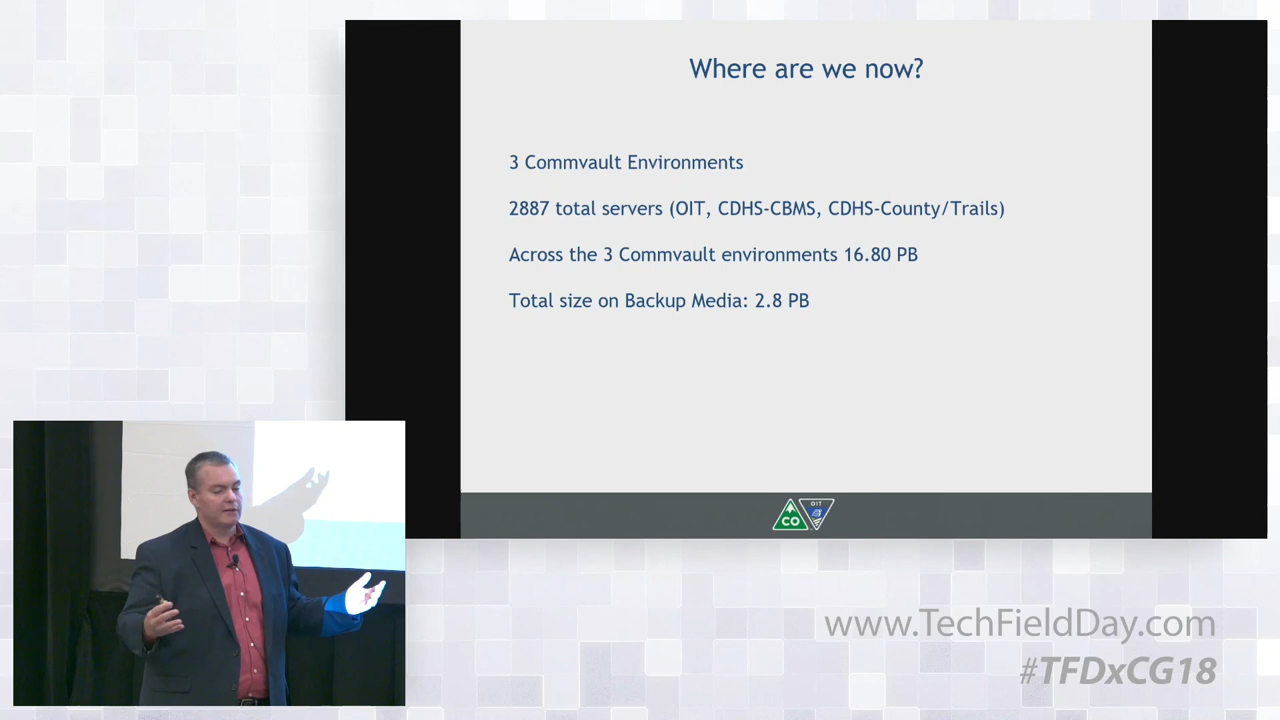 Where are we now?
3 Commvault Environments
2887 total servers (OIT, CDHS-CBMS, CDHS-County/Trails)
Across the 3 Commvault environments 16.80 PB
Total size on Backup Media: 2.8 PB
CO
OIT
www.TechFieldDay.com
#TFDxCG18